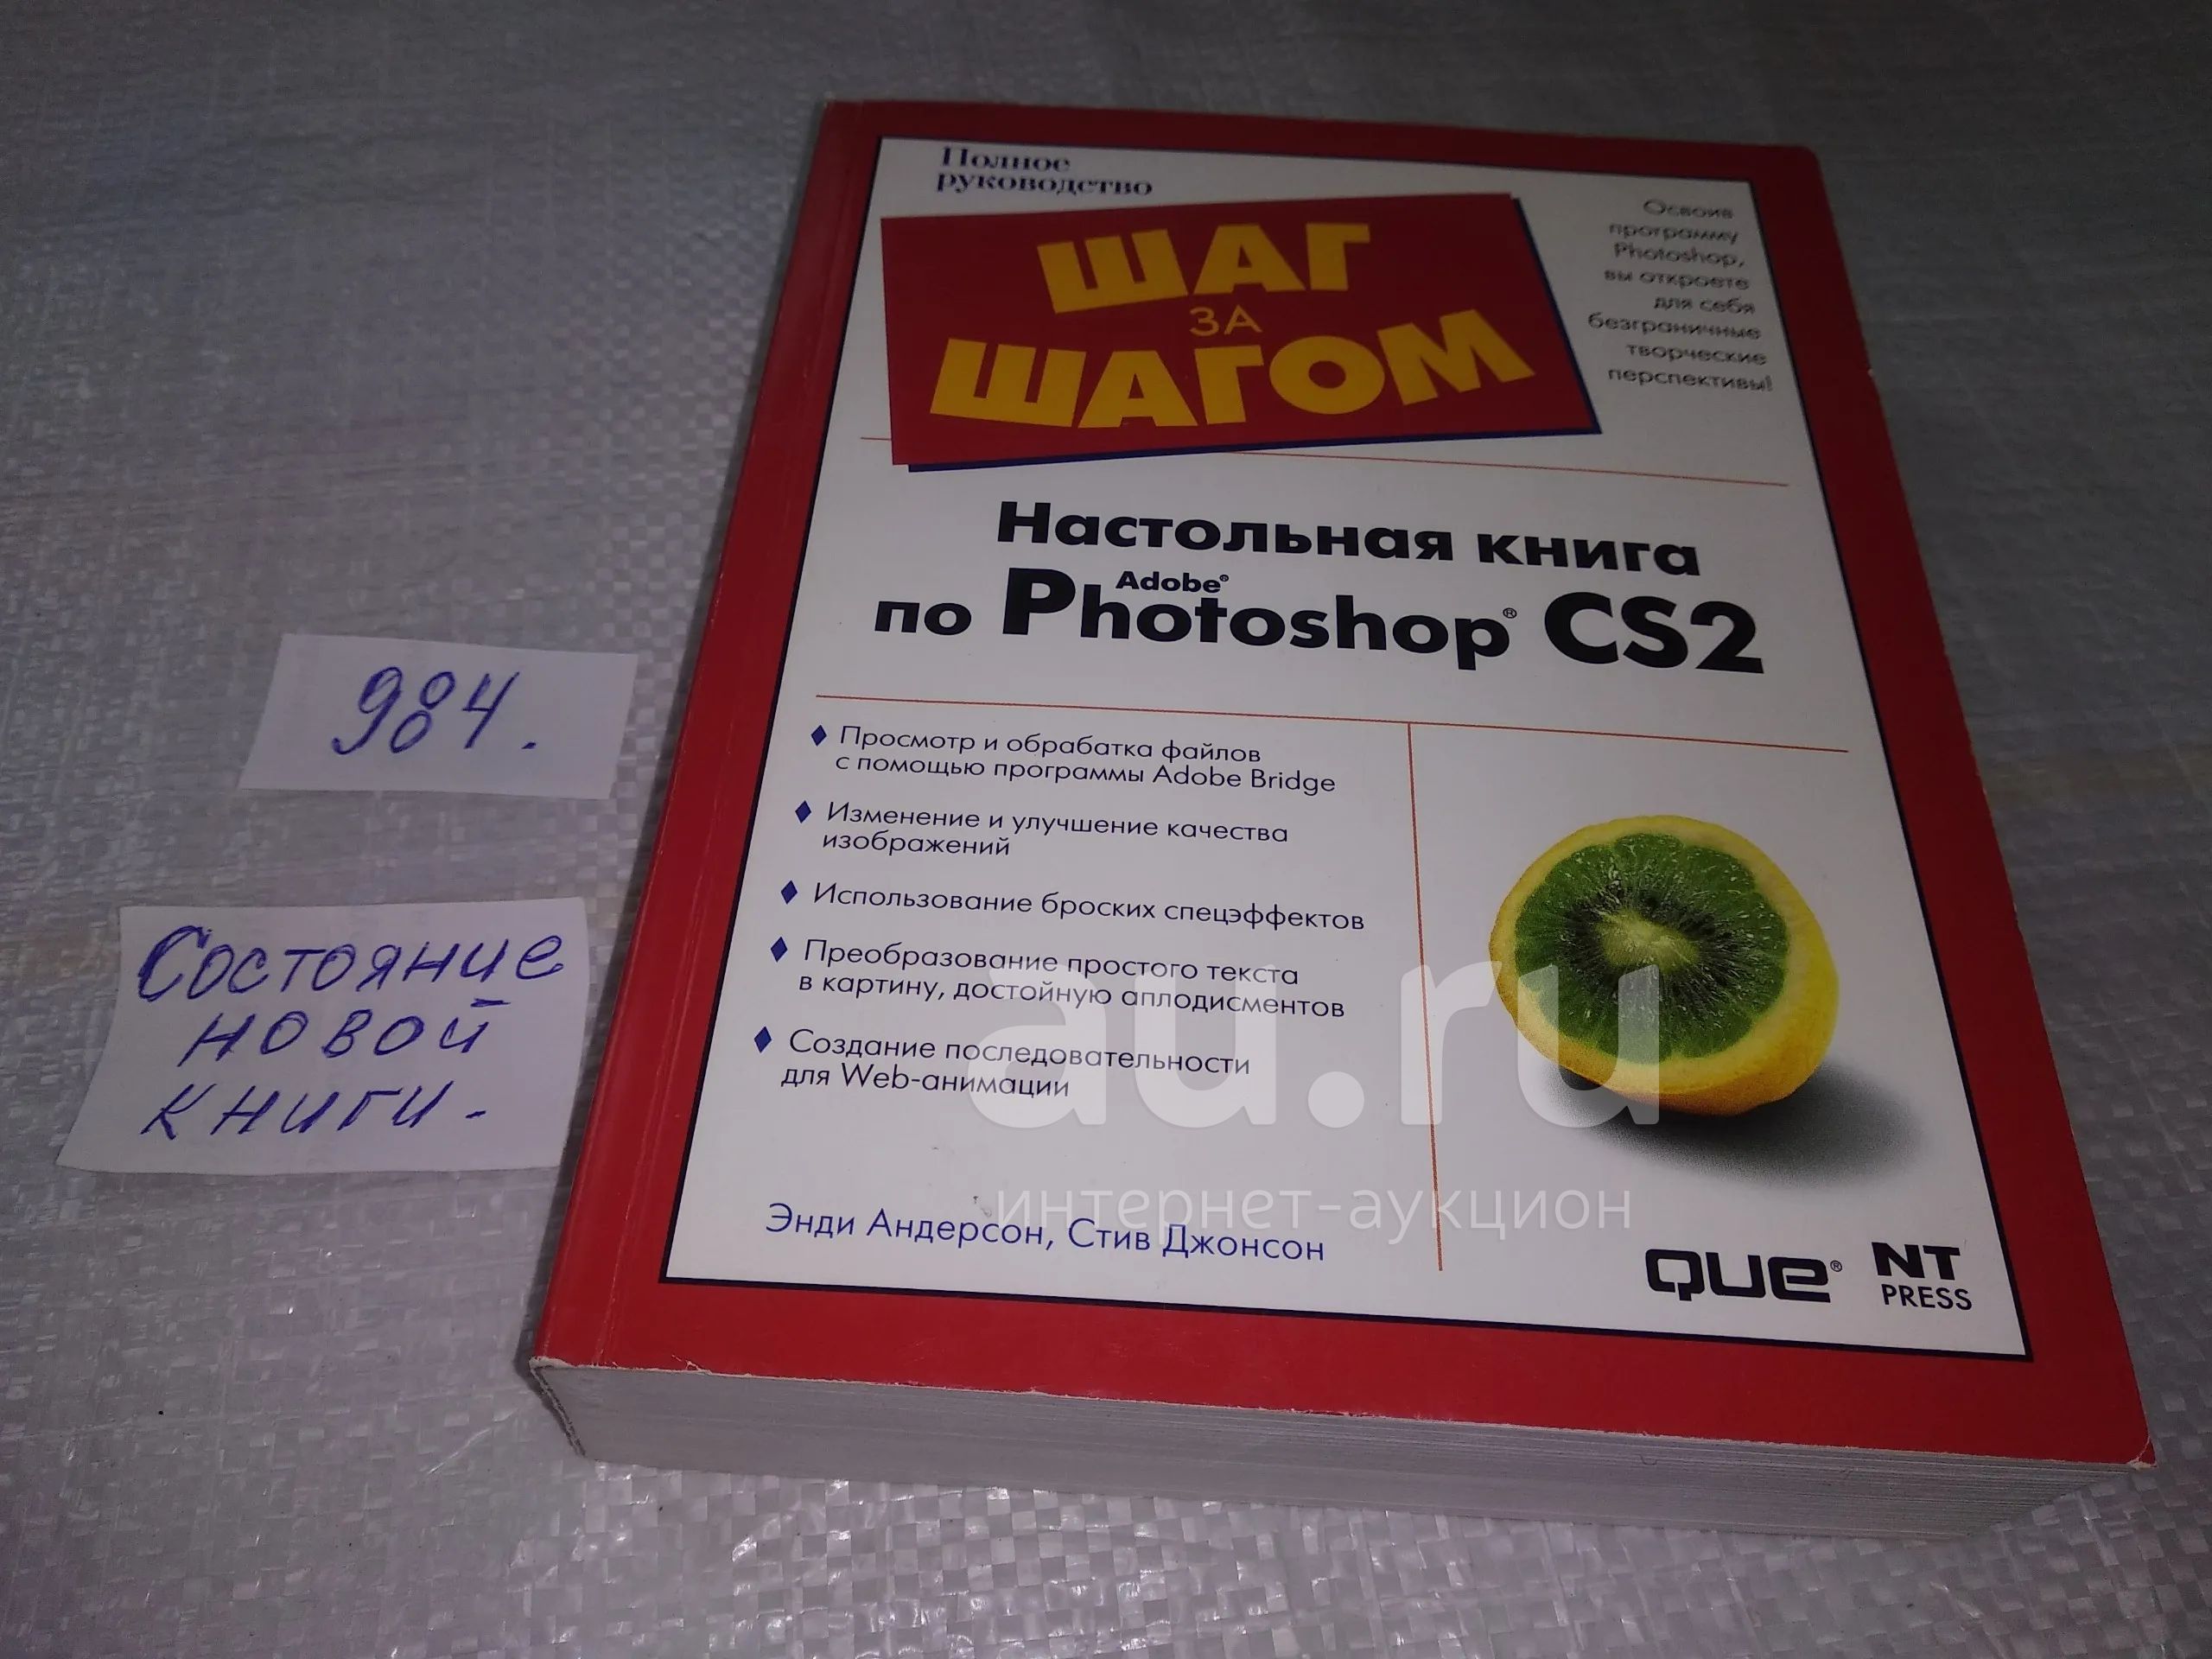 Полное
руководство
ШАГ
ЗА
ШАГОМ
Освоив
программу
Photoshop,
вы откроете
для себя
безграничные
творческие
перспективы!
Настольная книга
по Adobe® Photoshop® CS2
Просмотр и обрабатка файлов
с помощью программы Adobe Bridge
Изменение и улучшение качества
изображений
Использование броских спецэффектов
Преобразование простого текста
в картину, достойную аплодисментов
Создание последовательности
для Web-анимации
Энди Андерсон, Стив Джонсон
QUE® NT
PRESS
984.
Состояние
новой
книги.
au.ru
интернет-аукцион